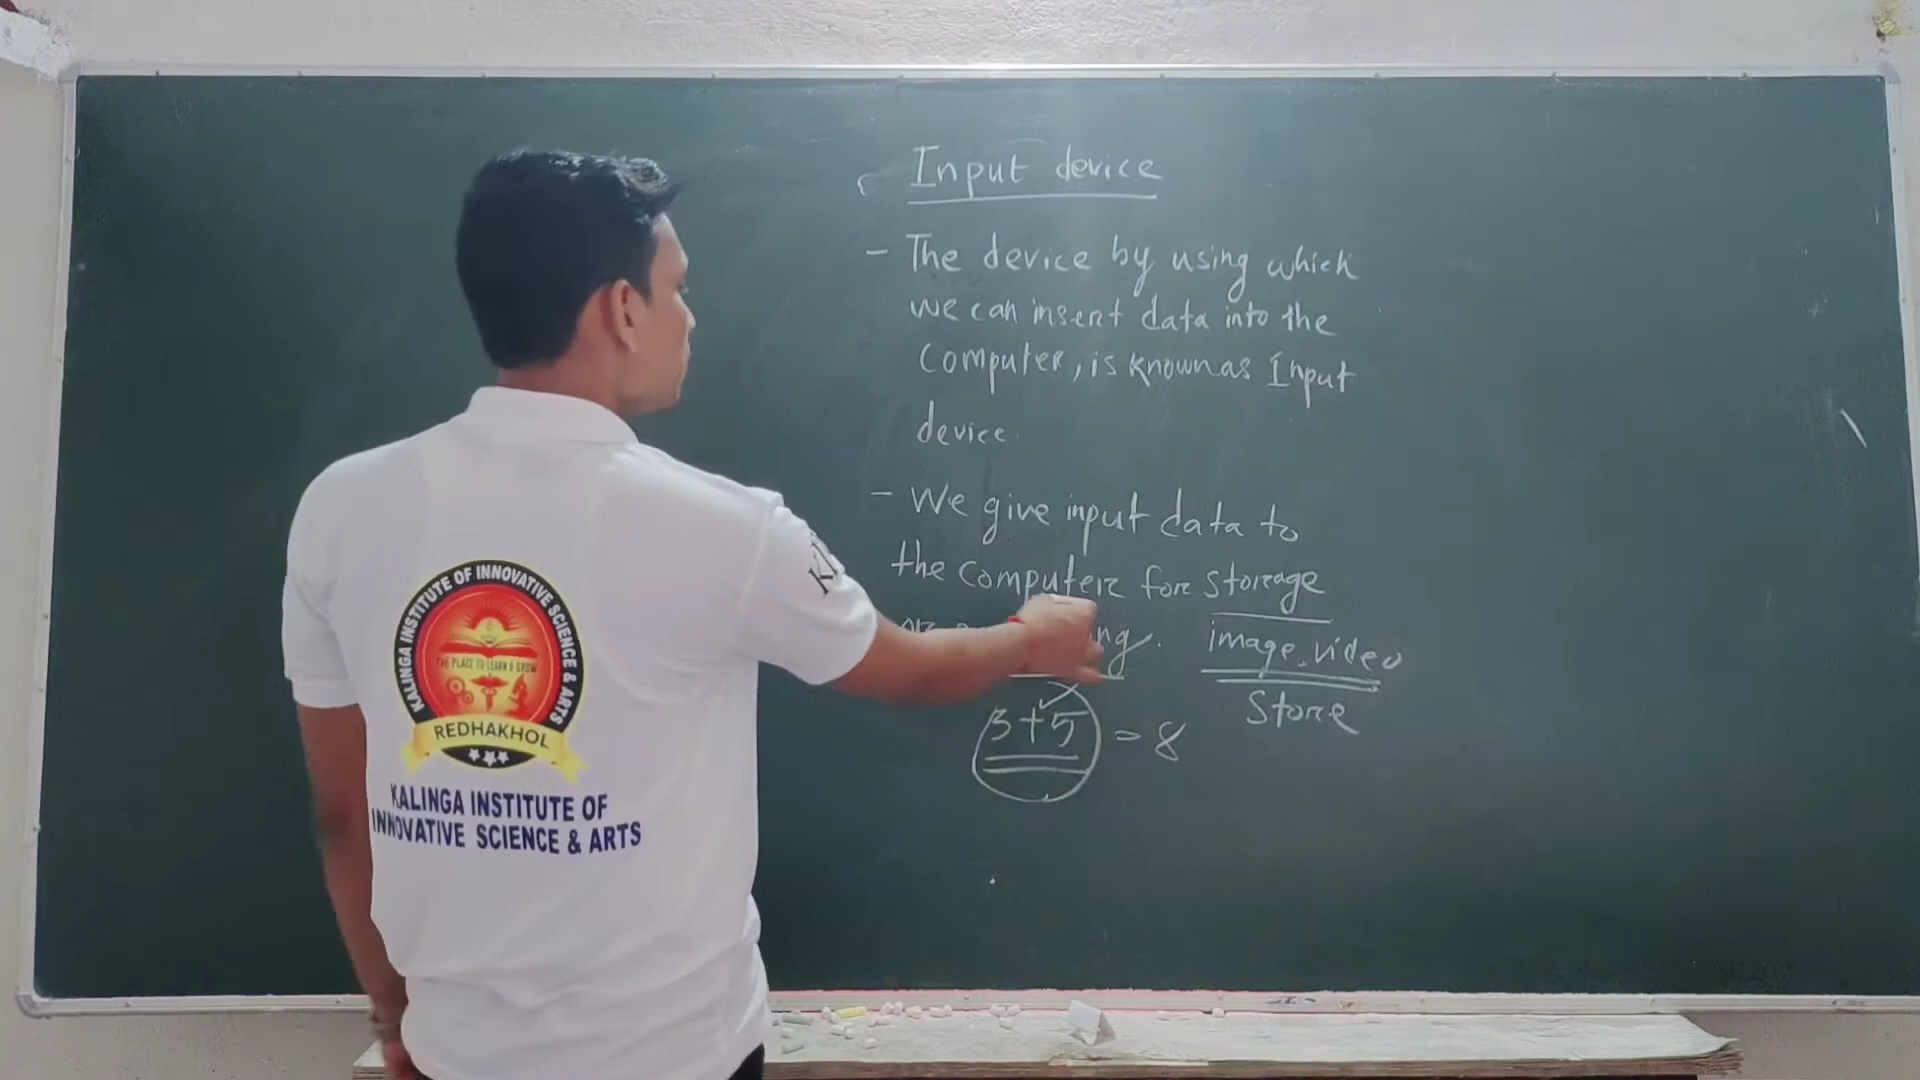 Input device
- The device by using which
we can insert data into the
computer, is known as Input
device.
- We give input data to
the computer for storage
or
image, video
Store
3+5 = 8
KALINGA INSTITUTE OF INNOVATIVE SCIENCE & ARTS
THE PLACE TO LEARN & GROW
REDHAKHOL
KALINGA INSTITUTE OF
INNOVATIVE SCIENCE & ARTS